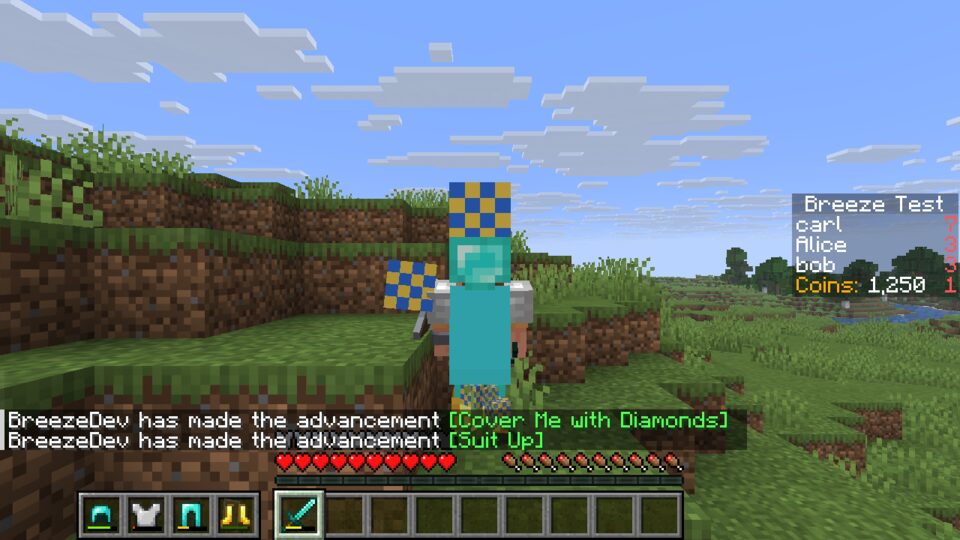 Breeze Test
carl 7
Alice 3
bob 3
Coins: 1,250 1
BreezeDev has made the advancement [Cover Me with Diamonds]
BreezeDev has made the advancement [Suit Up]